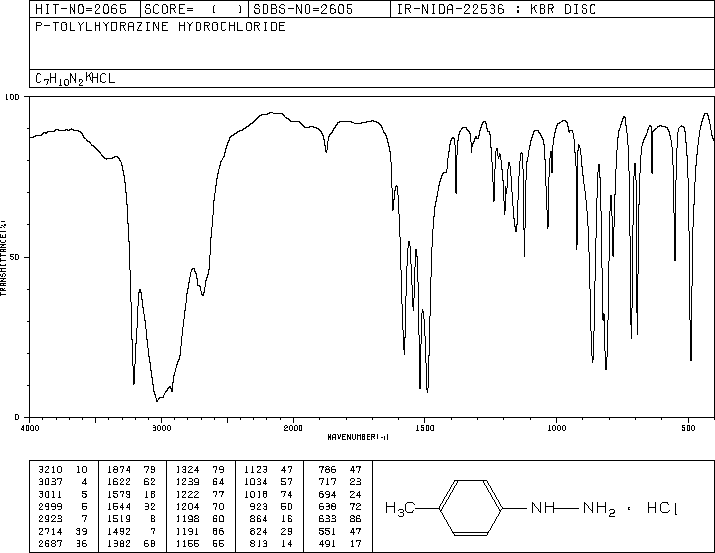 HIT-NO=2065 SCORE= ( ) SDBS-NO=2605 IR-NIDA-22536 : KBR DISC
P-TOLYLHYDRAZINE HYDROCHLORIDE
C7H10N2*HCL
100
50
0
TRANSMITTANCE(%)
4000 3000 2000 1500 1000 500
WAVENUMBER(-1)
3210 10 1874 79 1324 79 1123 47 786 47
3037 4 1622 62 1239 64 1034 57 717 23
3011 5 1579 18 1222 77 1018 74 694 24
2999 5 1544 32 1204 70 923 50 638 72
2923 7 1519 8 1198 60 864 16 633 86
2714 39 1492 7 1191 86 824 29 551 47
2687 36 1382 68 1155 55 813 14 491 17
H3C NH NH2 · HCl